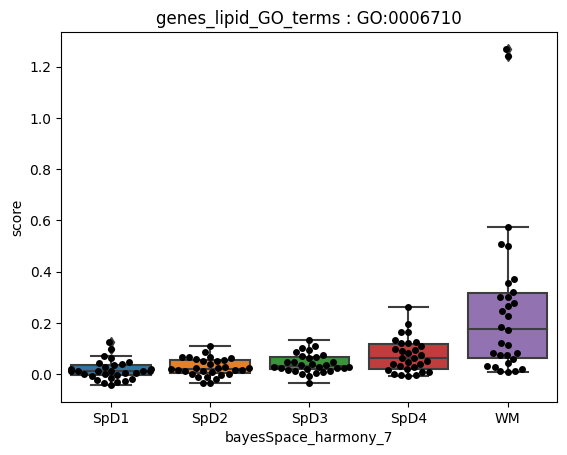 genes_lipid_GO_terms : GO:0006710
1.2
1.0
0.8
0.6
0.4
0.2
0.0
score
SpD1 SpD2 SpD3 SpD4 WM
bayesSpace_harmony_7